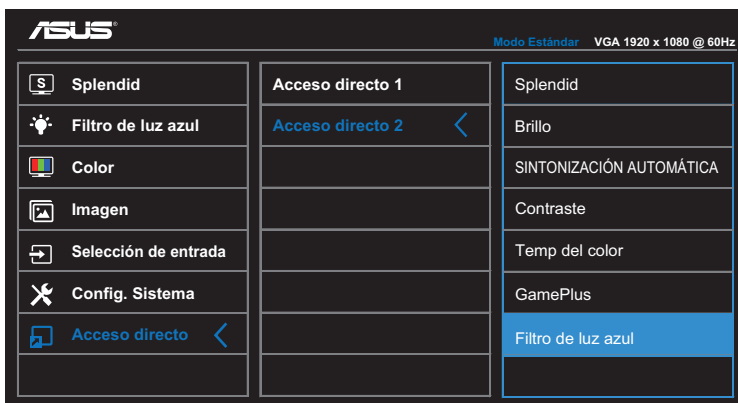 ASUS
Modo Estándar VGA 1920 x 1080 @ 60Hz
S Splendid
Filtro de luz azul
Color
Imagen
Selección de entrada
Config. Sistema
Acceso directo
Acceso directo 1
Acceso directo 2
Splendid
Brillo
SINTONIZACIÓN AUTOMÁTICA
Contraste
Temp del color
GamePlus
Filtro de luz azul